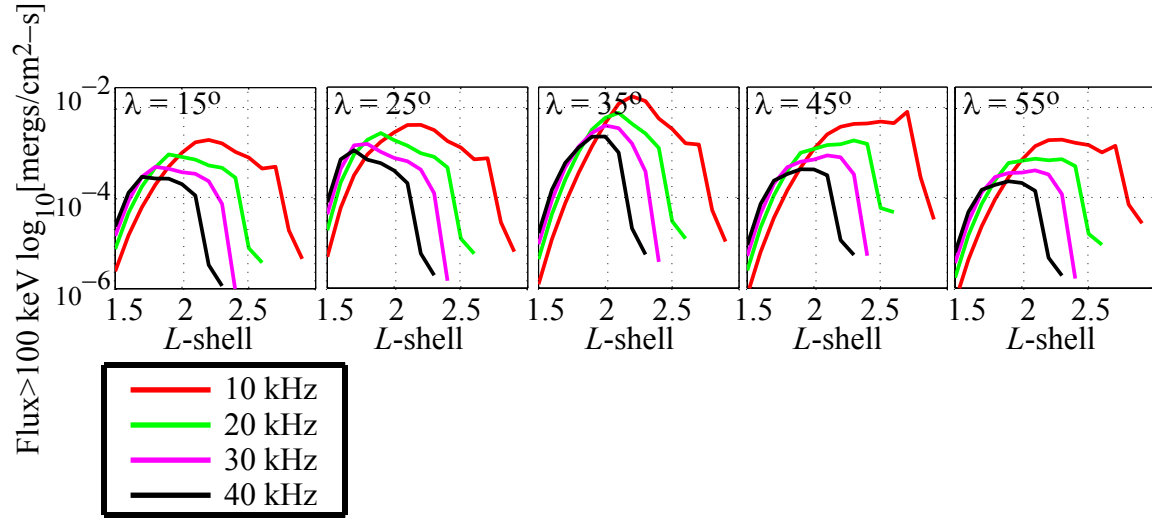 Flux>100 keV log₁₀[mergs/cm²–s]
10⁻²
10⁻⁴
10⁻⁶
λ = 15º
λ = 25º
λ = 35º
λ = 45º
λ = 55º
1.5 2 2.5
1.5 2 2.5
1.5 2 2.5
1.5 2 2.5
1.5 2 2.5
L-shell
L-shell
L-shell
L-shell
L-shell
10 kHz
20 kHz
30 kHz
40 kHz